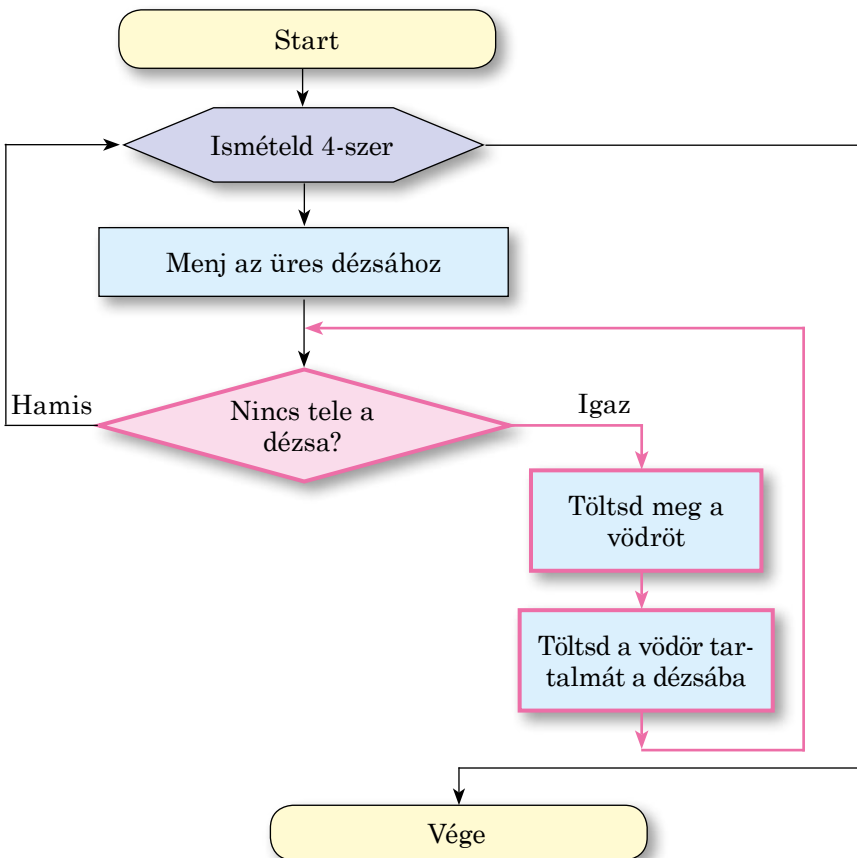 Start
Ismételd 4-szer
Menj az üres dézsához
Hamis
Nincs tele a
dézsa?
Igaz
Töltsd meg a
vödröt
Töltsd a vödör tar-
talmát a dézsába
Vége